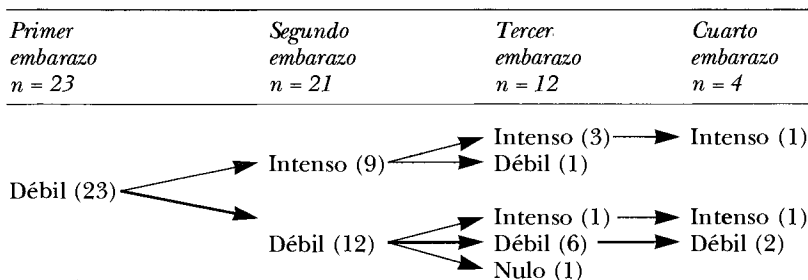 Primer Segundo Tercer Cuarto
embarazo embarazo embarazo embarazo
n = 23 n = 21 n = 12 n = 4
Intenso (3) Intenso (1)
Intenso (9) Débil (1)
Débil (23)
Intenso (1) Intenso (1)
Débil (12) Débil (6) Débil (2)
Nulo (1)